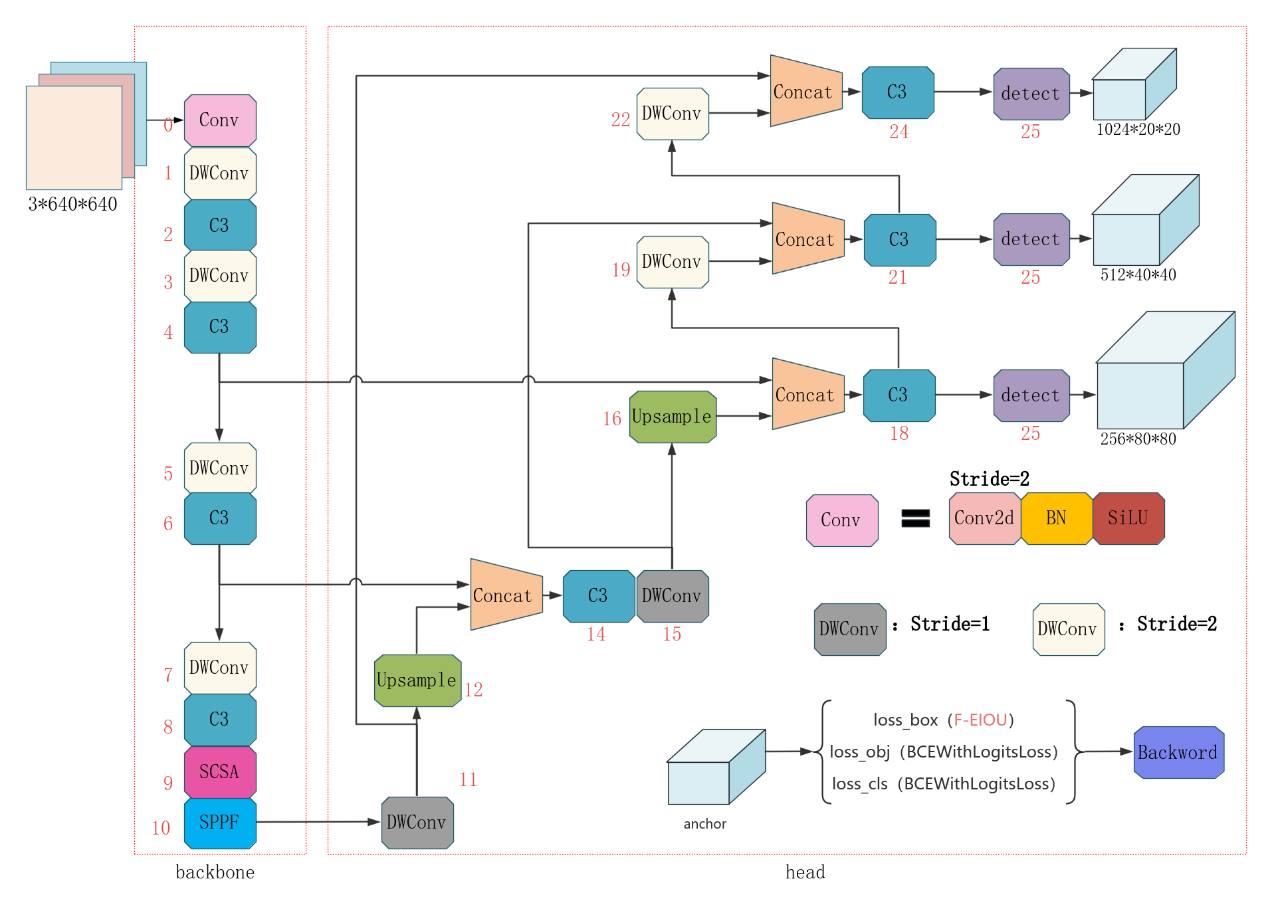 3*640*640
0
Conv
1
DWConv
2
C3
3
DWConv
4
C3
5
DWConv
6
C3
7
DWConv
8
C3
9
SCSA
10
SPPF
backbone
Concat
C3
24
detect
25
1024*20*20
22
DWConv
Concat
C3
21
detect
25
512*40*40
19
DWConv
Concat
C3
18
detect
25
256*80*80
16
Upsample
Concat
C3
14
DWConv
15
Upsample
12
11
DWConv
Stride=2
Conv
=
Conv2d
BN
SiLU
DWConv
: Stride=1
DWConv
: Stride=2
anchor
loss_box (F-EIOU)
loss_obj (BCEWithLogitsLoss)
loss_cls (BCEWithLogitsLoss)
Backword
head